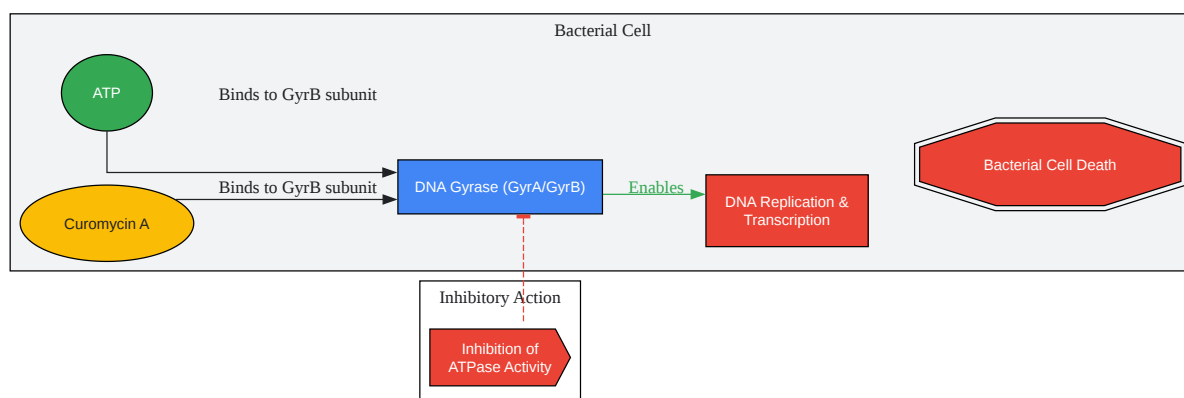 Bacterial Cell
ATP
Binds to GyrB subunit
Bacterial Cell Death
Binds to GyrB subunit
DNA Gyrase (GyrA/GyrB)
Enables
DNA Replication &
Transcription
Curomycin A
Inhibitory Action
Inhibition of
ATPase Activity